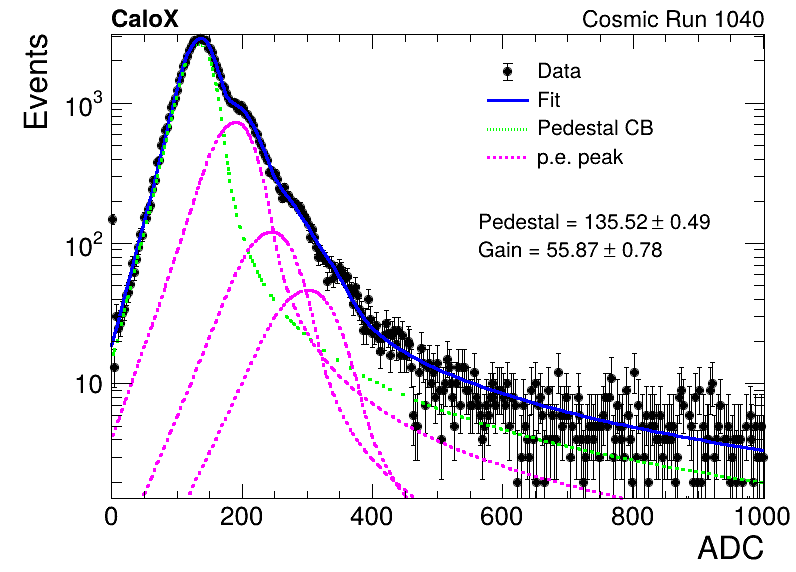 CaloX Cosmic Run 1040
Events
Data
Fit
Pedestal CB
p.e. peak
Pedestal = 135.52 ± 0.49
Gain = 55.87 ± 0.78
10³
10²
10
0 200 400 600 800 1000
ADC